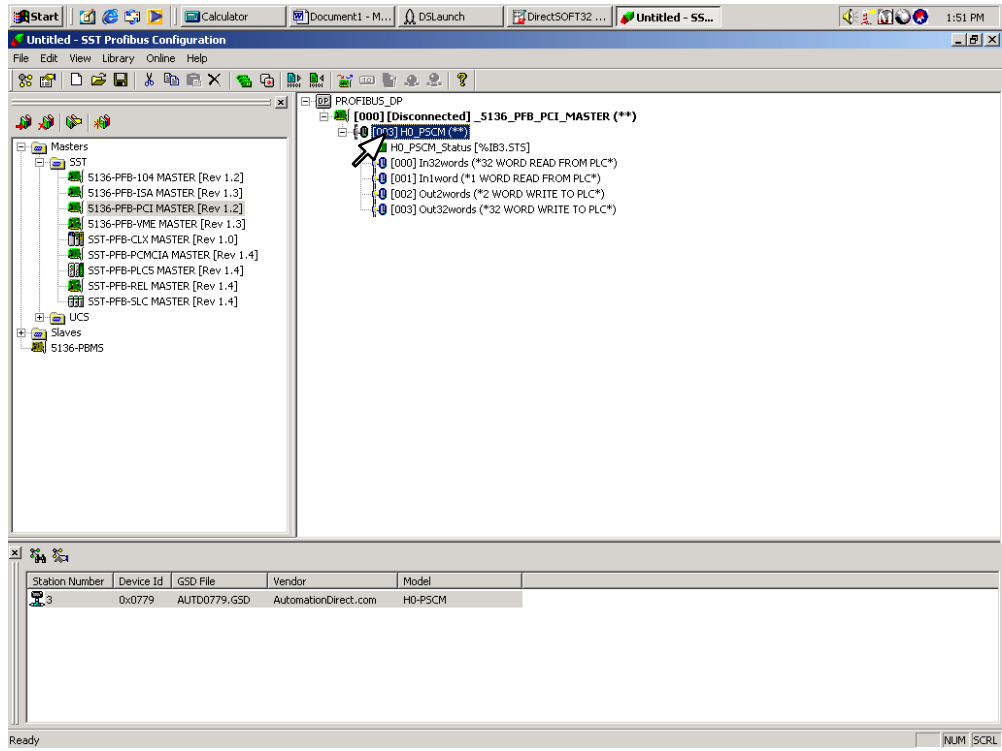 Start Calculator Document1 - M... DSLaunch DirectSOFT32 ... Untitled - SS... 1:51 PM
Untitled - SST Profibus Configuration
File Edit View Library Online Help
PROFIBUS_DP
[000] [Disconnected] _5136_PFB_PCI_MASTER (**)
[003] H0_PSCM (**)
H0_PSCM_Status [%IB3.STS]
[000] In32words (*32 WORD READ FROM PLC*)
[001] In1word (*1 WORD READ FROM PLC*)
[002] Out2words (*2 WORD WRITE TO PLC*)
[003] Out32words (*32 WORD WRITE TO PLC*)
Masters
SST
5136-PFB-104 MASTER [Rev 1.2]
5136-PFB-ISA MASTER [Rev 1.3]
5136-PFB-PCI MASTER [Rev 1.2]
5136-PFB-VME MASTER [Rev 1.3]
SST-PFB-CLX MASTER [Rev 1.0]
SST-PFB-PCMCIA MASTER [Rev 1.4]
SST-PFB-PLC5 MASTER [Rev 1.4]
SST-PFB-REL MASTER [Rev 1.4]
SST-PFB-SLC MASTER [Rev 1.4]
UCS
Slaves
5136-PBMS
Station Number Device Id GSD File Vendor Model
3 0x0779 AUTD0779.GSD AutomationDirect.com H0-PSCM
Ready NUM SCRL